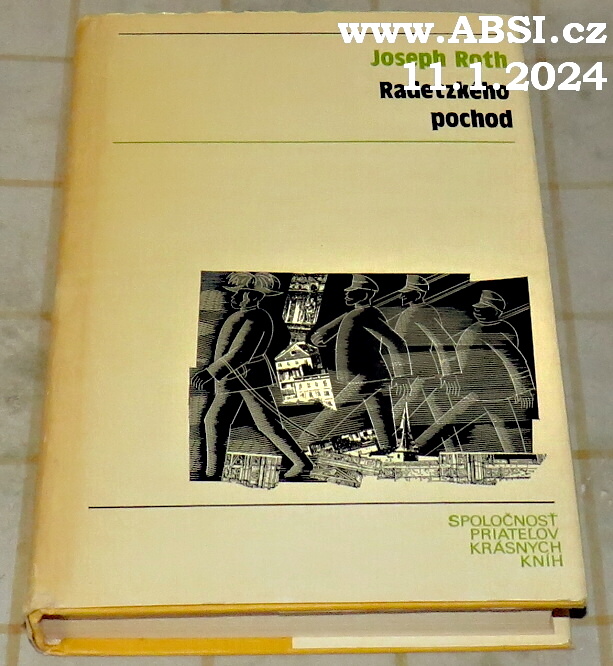 www.ABSI.cz
Joseph Roth
11.1.2024
Radetzkého
pochod
SPOLOČNOSŤ
PRIATEĽOV
KRÁSNYCH
KNÍH